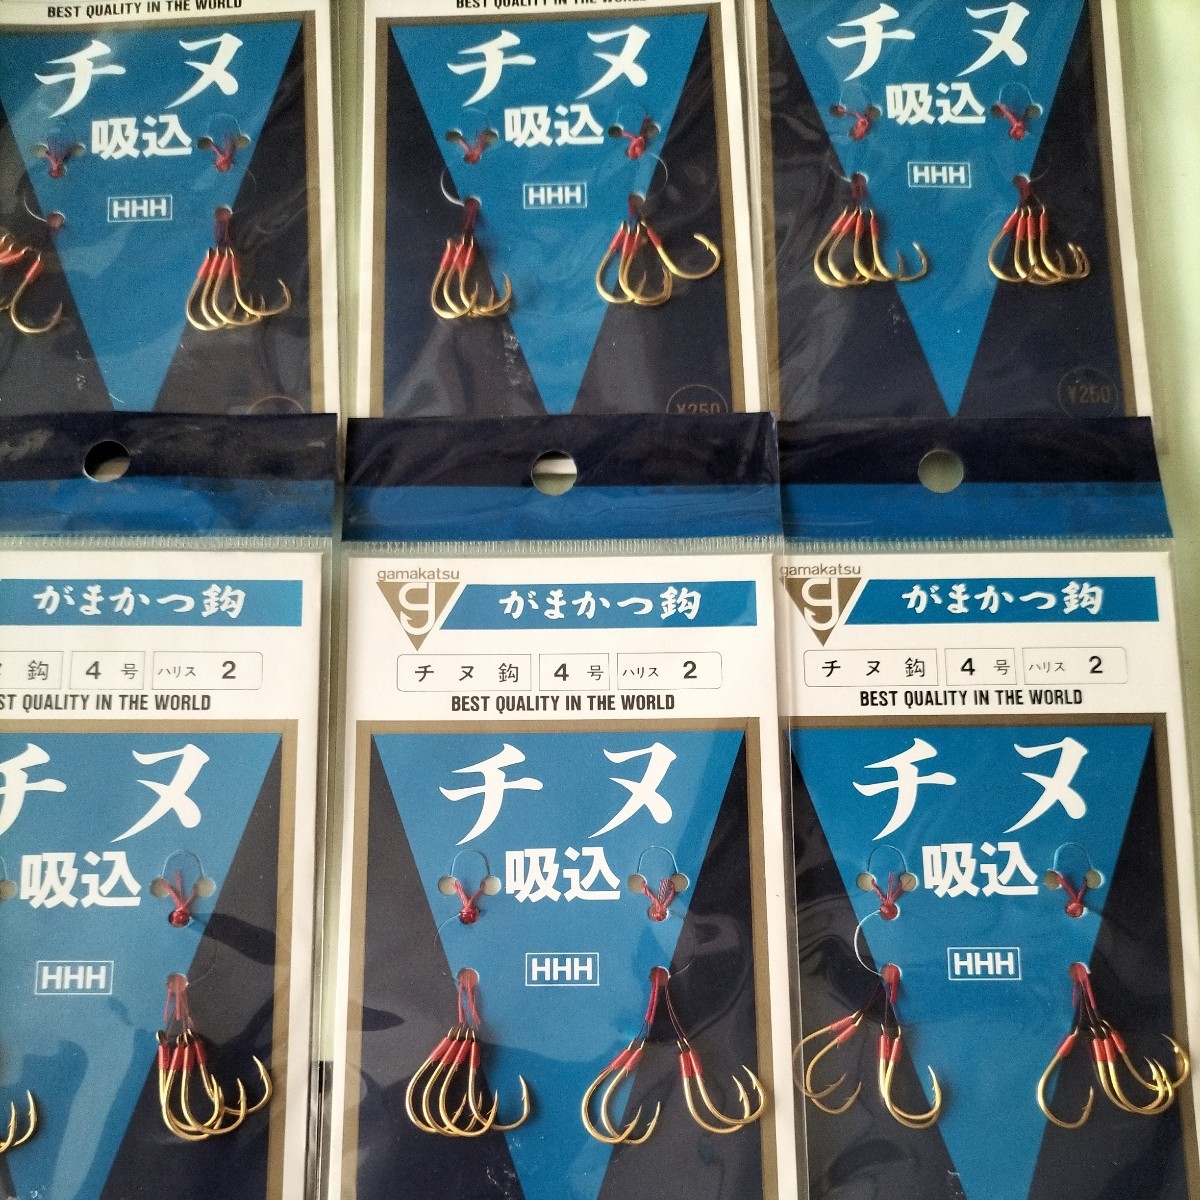 BEST QUALITY IN THE WORLD
チヌ
吸込
HHH
BEST QUALITY IN THE WORLD
チヌ
吸込
HHH
¥250
チヌ
吸込
HHH
¥250
がまかつ鈎
ヌ 鈎 4号 ハリス 2
ST QUALITY IN THE WORLD
チヌ
吸込
HHH
gamakatsu
がまかつ鈎
チヌ鈎 4号 ハリス 2
BEST QUALITY IN THE WORLD
チヌ
吸込
HHH
gamakatsu
がまかつ鈎
チヌ鈎 4号 ハリス 2
BEST QUALITY IN THE WORLD
チヌ
吸込
HHH